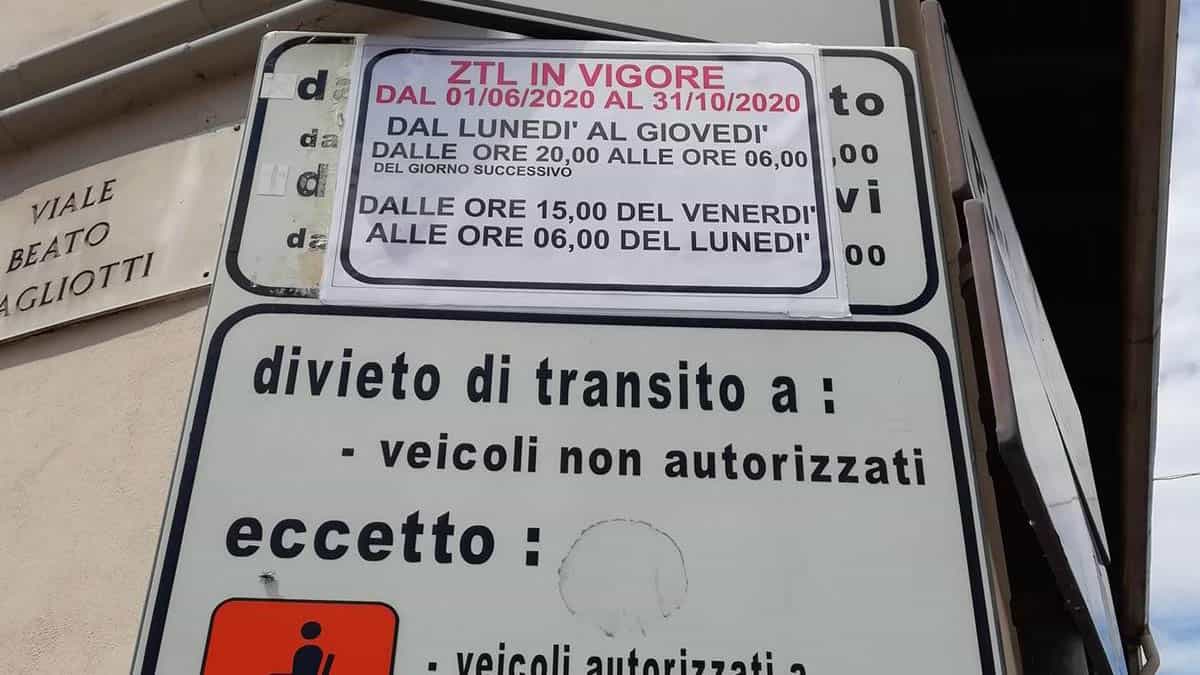 VIALE
BEATO
AGLIOTTI
ZTL IN VIGORE
DAL 01/06/2020 AL 31/10/2020
DAL LUNEDI' AL GIOVEDI'
DALLE ORE 20,00 ALLE ORE 06,00
DEL GIORNO SUCCESSIVO
DALLE ORE 15,00 DEL VENERDI'
ALLE ORE 06,00 DEL LUNEDI'
divieto di transito a :
- veicoli non autorizzati
eccetto :
- veicoli autorizzati a